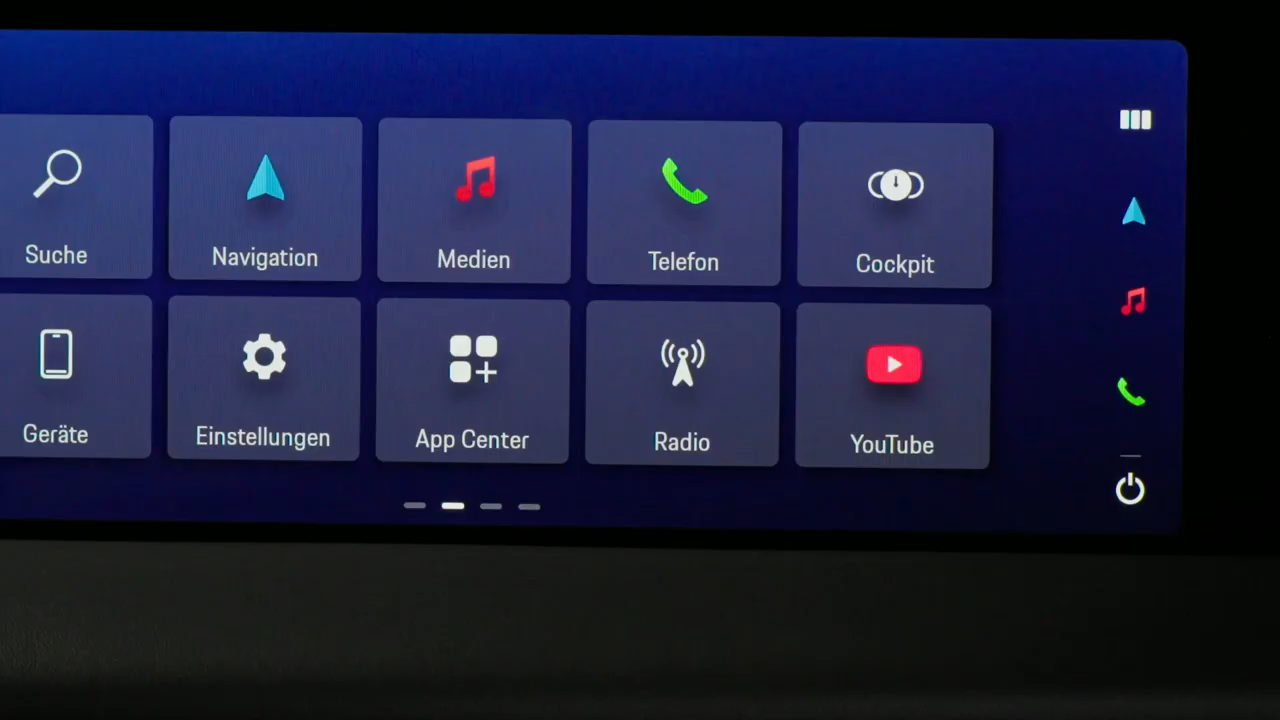 Suche
Navigation
Medien
Telefon
Cockpit
Geräte
Einstellungen
App Center
Radio
YouTube